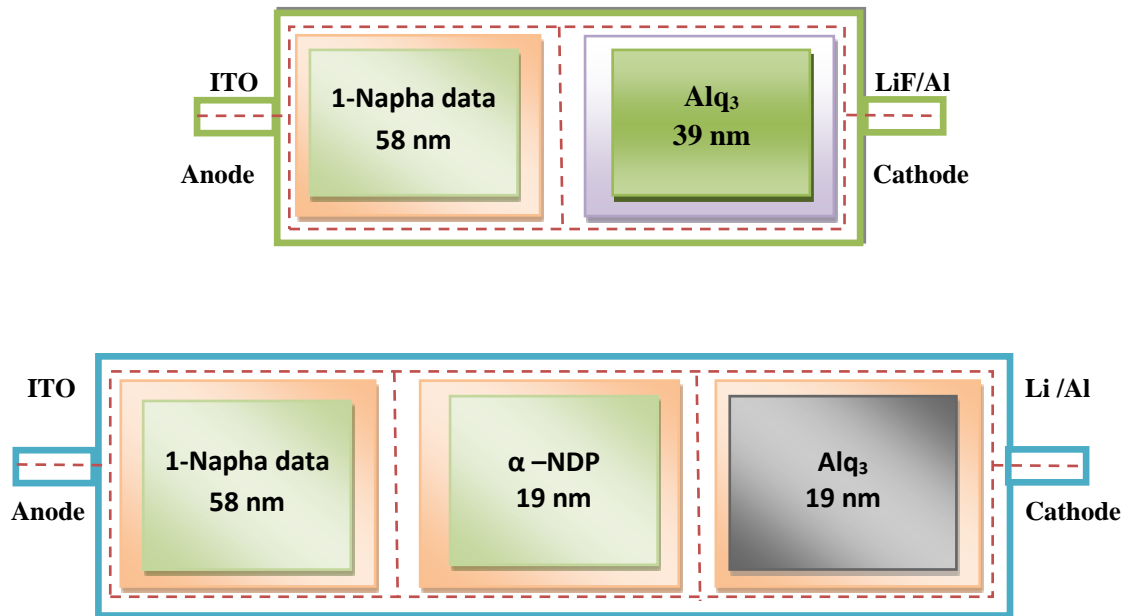 ITO
1-Napha data
58 nm
Alq₃
39 nm
LiF/Al
Anode
Cathode
ITO
1-Napha data
58 nm
α –NDP
19 nm
Alq₃
19 nm
Li /Al
Anode
Cathode